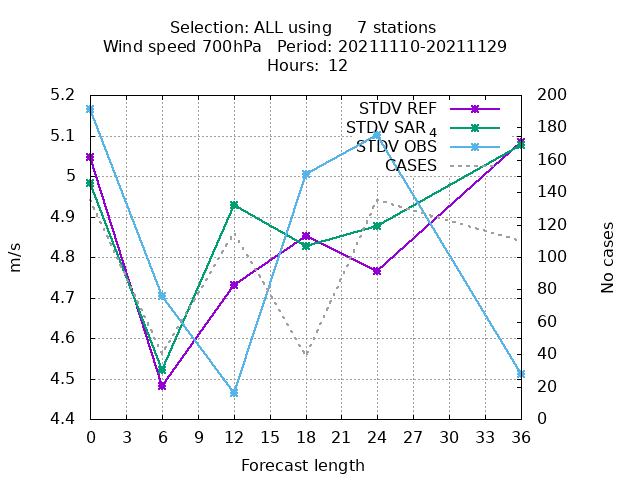 Selection: ALL using 7 stations
Wind speed 700hPa Period: 20211110-20211129
Hours: 12
STDV REF
STDV SAR 4
STDV OBS
CASES
5.2
5.1
5
4.9
4.8
4.7
4.6
4.5
4.4
m/s
200
180
160
140
120
100
80
60
40
20
0
No cases
0 3 6 9 12 15 18 21 24 27 30 33 36
Forecast length